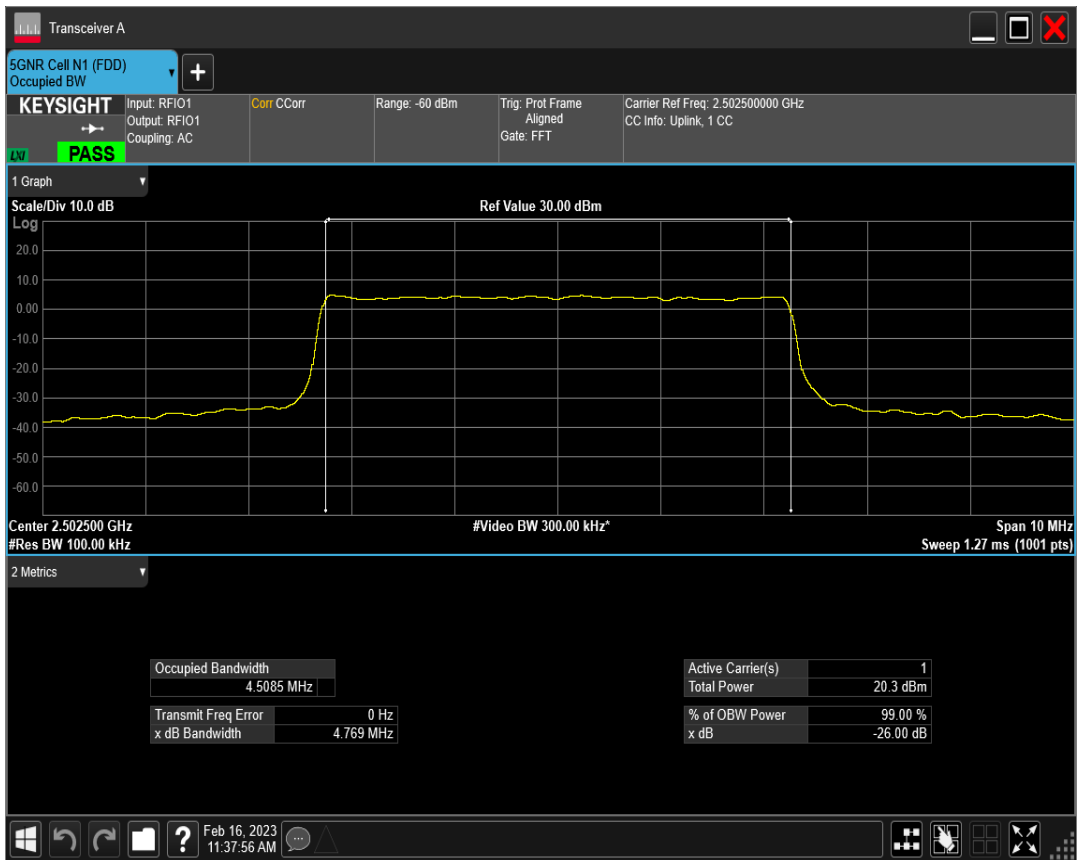 Transceiver A
5GNR Cell N1 (FDD)
Occupied BW
+
KEYSIGHT
LXI
PASS
Input: RFIO1
Output: RFIO1
Coupling: AC
Corr CCorr
Range: -60 dBm
Trig: Prot Frame
Aligned
Gate: FFT
Carrier Ref Freq: 2.502500000 GHz
CC Info: Uplink, 1 CC
1 Graph
Scale/Div 10.0 dB
Ref Value 30.00 dBm
Log
20.0
10.0
0.00
-10.0
-20.0
-30.0
-40.0
-50.0
-60.0
Center 2.502500 GHz
#Video BW 300.00 kHz*
Span 10 MHz
#Res BW 100.00 kHz
Sweep 1.27 ms (1001 pts)
2 Metrics
Occupied Bandwidth
4.5085 MHz
Transmit Freq Error 0 Hz
x dB Bandwidth 4.769 MHz
Active Carrier(s) 1
Total Power 20.3 dBm
% of OBW Power 99.00 %
x dB -26.00 dB
?
Feb 16, 2023
11:37:56 AM